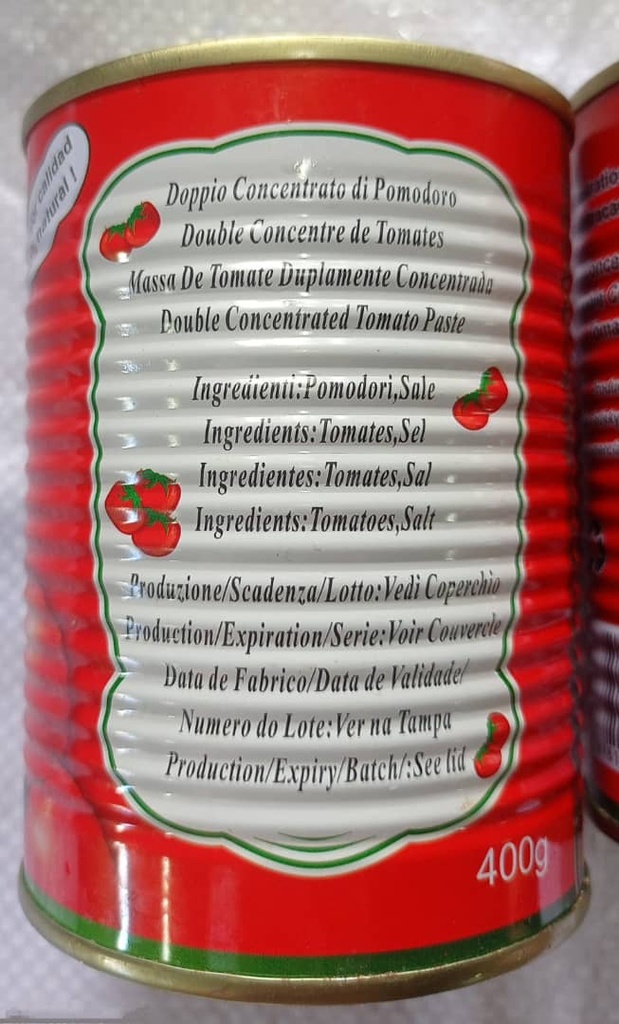 calidad
natural !
Doppio Concentrato di Pomodoro
Double Concentre de Tomates
Massa De Tomate Duplamente Concentrada
Double Concentrated Tomato Paste
Ingredienti:Pomodori,Sale
Ingredients:Tomates,Sel
Ingredientes:Tomates,Sal
Ingredients:Tomatoes,Salt
Produzione/Scadenza/Lotto:Vedi Coperchio
Production/Expiration/Serie:Voir Couvercle
Data de Fabrico/Data de Validade/
Numero do Lote:Ver na Tampa
Production/Expiry/Batch/:See lid
400g